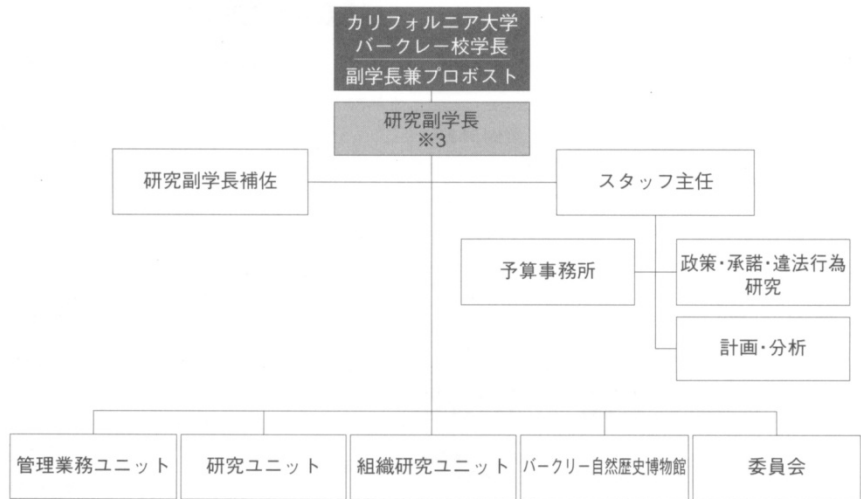 カリフォルニア大学
バークレー校学長
副学長兼プロボスト
研究副学長
※3
研究副学長補佐
スタッフ主任
予算事務所
政策・承諾・違法行為
研究
計画・分析
管理業務ユニット
研究ユニット
組織研究ユニット
バークリー自然歴史博物館
委員会